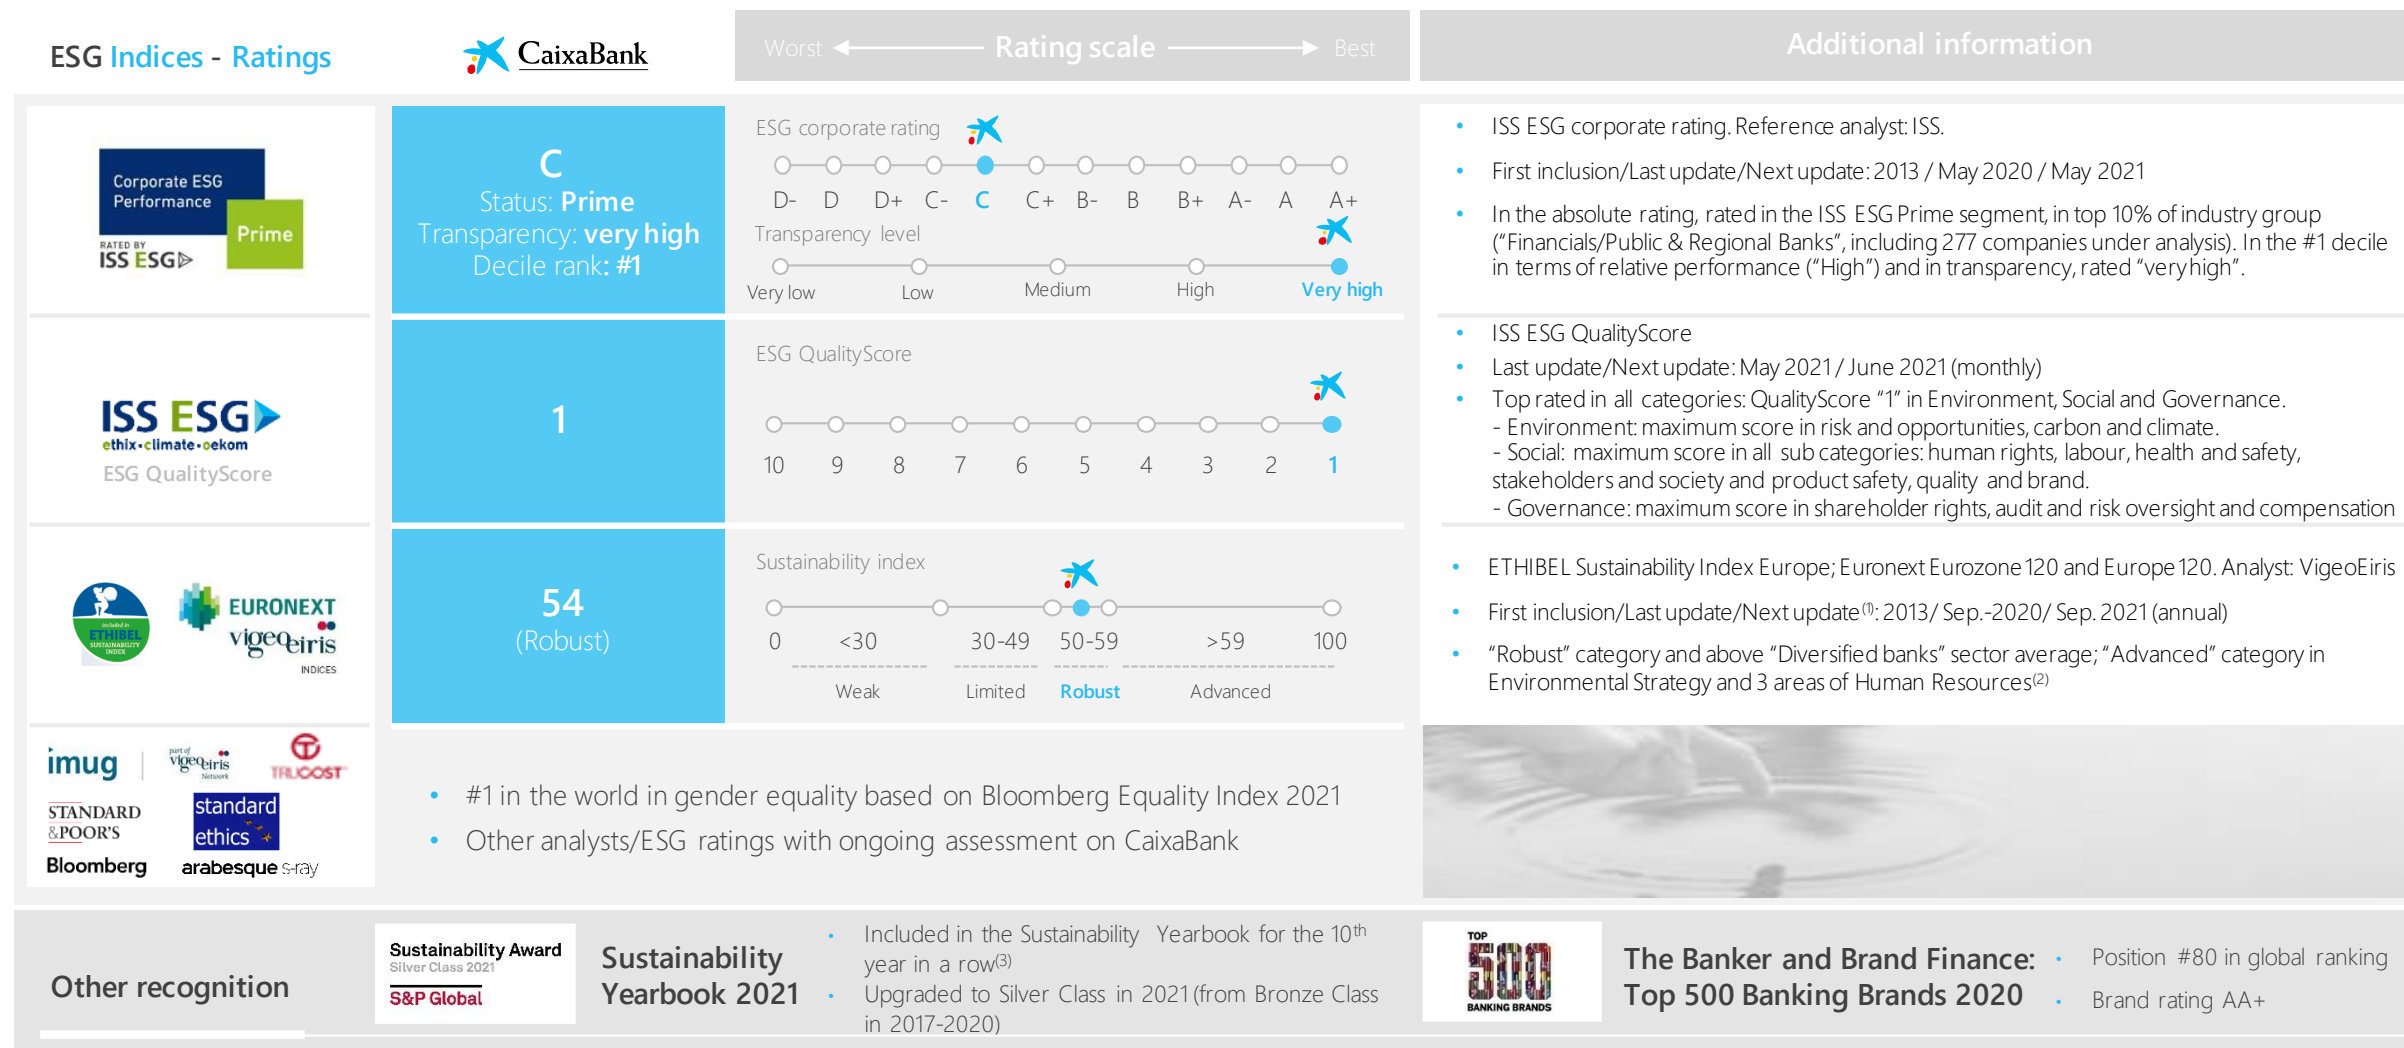 ESG Indices - Ratings
CaixaBank
Worst
Rating scale
Best
Additional information
Corporate ESG
Performance
Prime
RATED BY
ISS ESG
C
Status: Prime
Transparency: very high
Decile rank: #1
ESG corporate rating
D- D D+ C- C C+ B- B B+ A- A A+
Transparency level
Very low Low Medium High Very high
• ISS ESG corporate rating. Reference analyst: ISS.
• First inclusion/Last update/Next update: 2013 / May 2020 / May 2021
• In the absolute rating, rated in the ISS ESG Prime segment, in top 10% of industry group
(“Financials/Public & Regional Banks”, including 277 companies under analysis). In the #1 decile
in terms of relative performance (“High”) and in transparency, rated “very high”.
ISS ESG
ethix·climate·oekom
ESG QualityScore
1
ESG QualityScore
10 9 8 7 6 5 4 3 2 1
• ISS ESG QualityScore
• Last update/Next update: May 2021 / June 2021 (monthly)
• Top rated in all categories: QualityScore “1” in Environment, Social and Governance.
- Environment: maximum score in risk and opportunities, carbon and climate.
- Social: maximum score in all sub categories: human rights, labour, health and safety,
stakeholders and society and product safety, quality and brand.
- Governance: maximum score in shareholder rights, audit and risk oversight and compensation
included in
ETHIBEL
SUSTAINABILITY
INDEX
EURONEXT
vigeoeiris
INDICES
54
(Robust)
Sustainability index
0 <30 30-49 50-59 >59 100
Weak Limited Robust Advanced
• ETHIBEL Sustainability Index Europe; Euronext Eurozone 120 and Europe 120. Analyst: VigeoEiris
• First inclusion/Last update/Next update(1): 2013/ Sep.-2020/ Sep. 2021 (annual)
• “Robust” category and above “Diversified banks” sector average; “Advanced” category in
Environmental Strategy and 3 areas of Human Resources(2)
imug
part of
vigeoeiris
Network
TRUCOST
STANDARD
&POOR'S
standard
ethics
Bloomberg
arabesque s-ray
• #1 in the world in gender equality based on Bloomberg Equality Index 2021
• Other analysts/ESG ratings with ongoing assessment on CaixaBank
Other recognition
Sustainability Award
Silver Class 2021
S&P Global
Sustainability
Yearbook 2021
• Included in the Sustainability Yearbook for the 10th
year in a row(3)
• Upgraded to Silver Class in 2021 (from Bronze Class
in 2017-2020)
TOP
500
BANKING BRANDS
The Banker and Brand Finance:
Top 500 Banking Brands 2020
• Position #80 in global ranking
• Brand rating AA+